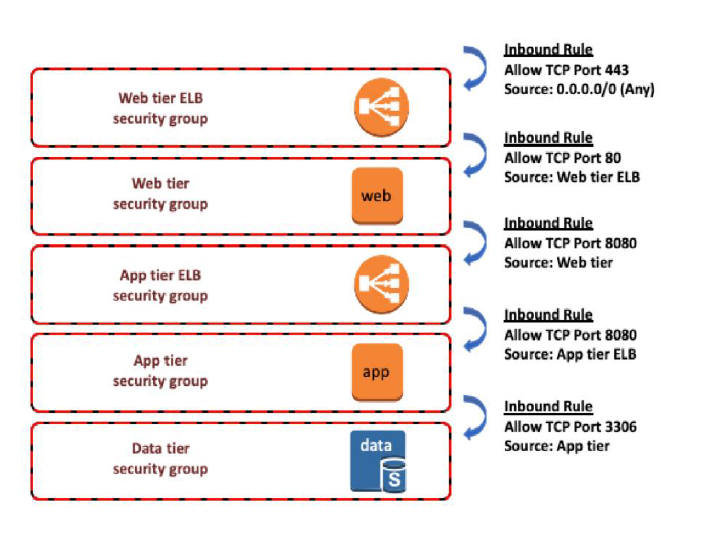 Inbound Rule
Allow TCP Port 443
Source: 0.0.0.0/0 (Any)
Web tier ELB
security group
Inbound Rule
Allow TCP Port 80
Source: Web tier ELB
Web tier
security group
web
Inbound Rule
Allow TCP Port 8080
Source: Web tier
App tier ELB
security group
Inbound Rule
Allow TCP Port 8080
Source: App tier ELB
App tier
security group
app
Inbound Rule
Allow TCP Port 3306
Source: App tier
Data tier
security group
data
S